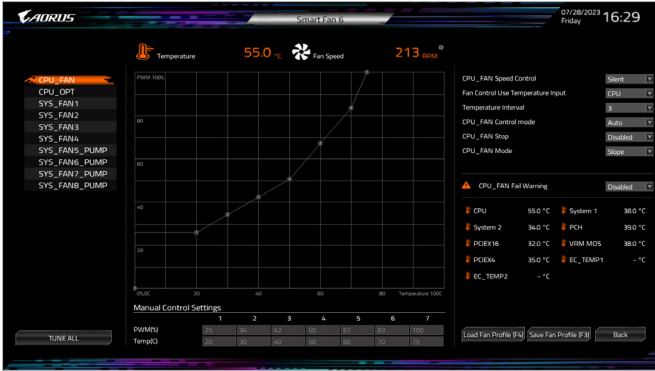 AORUS
Smart Fan 6
07/28/2023
Friday
16:29
Temperature 55.0 °C Fan Speed 213 RPM
CPU_FAN
CPU_OPT
SYS_FAN1
SYS_FAN2
SYS_FAN3
SYS_FAN4
SYS_FAN5_PUMP
SYS_FAN6_PUMP
SYS_FAN7_PUMP
SYS_FAN8_PUMP
TUNE ALL
PWM 100%
80
60
40
20
0%,0C 20 40 60 80 Temperature 100C
Manual Control Settings
1 2 3 4 5 6 7
PWM(%) 25 34 42 50 67 83 100
Temp(C) 20 30 40 50 60 70 75
CPU_FAN Speed Control Silent
Fan Control Use Temperature Input CPU
Temperature Interval 3
CPU_FAN Control mode Auto
CPU_FAN Stop Disabled
CPU_FAN Mode Slope
CPU_FAN Fail Warning Disabled
CPU 55.0 °C System 1 38.0 °C
System 2 34.0 °C PCH 39.0 °C
PCIEX16 32.0 °C VRM MOS 38.0 °C
PCIEX4 35.0 °C EC_TEMP1 - °C
EC_TEMP2 - °C
Load Fan Profile (F4) Save Fan Profile (F3) Back